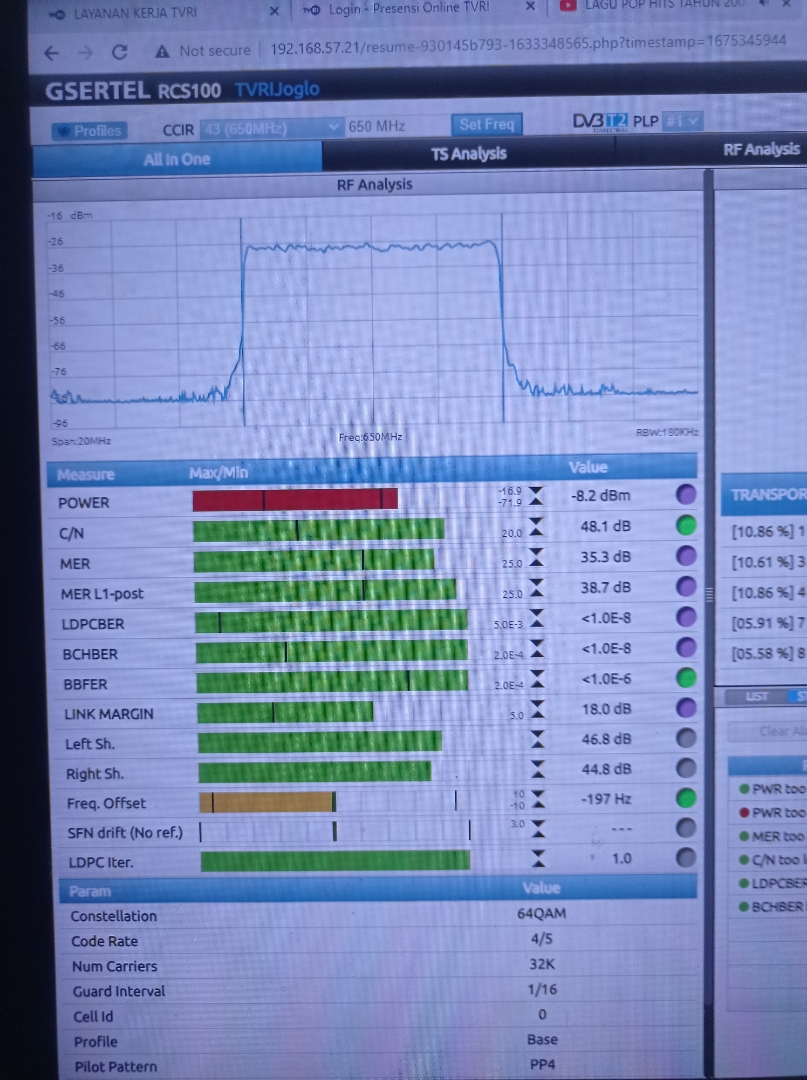 LAYANAN KERJA TVRI × Login - Presensi Online TVRI × LAGU POP HITS TAHUN 200
Not secure 192.168.57.21/resume-930145b793-1633348565.php?timestamp=1675345944
GSERTEL RCS100 TVRIJoglo
Profiles CCIR 43 (650MHz) 650 MHz Set Freq DVB T2 PLP #1
All In One TS Analysis RF Analysis
RF Analysis
-16 dBm
-26
-36
-46
-56
-66
-76
-96
Span:20MHz Freq:650MHz RBW:180KHz
Measure Max/Min Value
POWER -16.9 -71.9 -8.2 dBm
C/N 20.0 48.1 dB
MER 25.0 35.3 dB
MER L1-post 25.0 38.7 dB
LDPCBER 5.0E-3 <1.0E-8
BCHBER 2.0E-4 <1.0E-8
BBFER 2.0E-4 <1.0E-6
LINK MARGIN 5.0 18.0 dB
Left Sh. 46.8 dB
Right Sh. 44.8 dB
Freq. Offset 10 -10 -197 Hz
SFN drift (No ref.) 3.0 ---
LDPC Iter. 1.0
Param Value
Constellation 64QAM
Code Rate 4/5
Num Carriers 32K
Guard Interval 1/16
Cell Id 0
Profile Base
Pilot Pattern PP4
TRANSPOR
[10.86 %] 1
[10.61 %] 3
[10.86 %] 4
[05.91 %] 7
[05.58 %] 8
LIST
Clear Al
PWR too
PWR too
MER too
C/N too l
LDPCBER
BCHBER